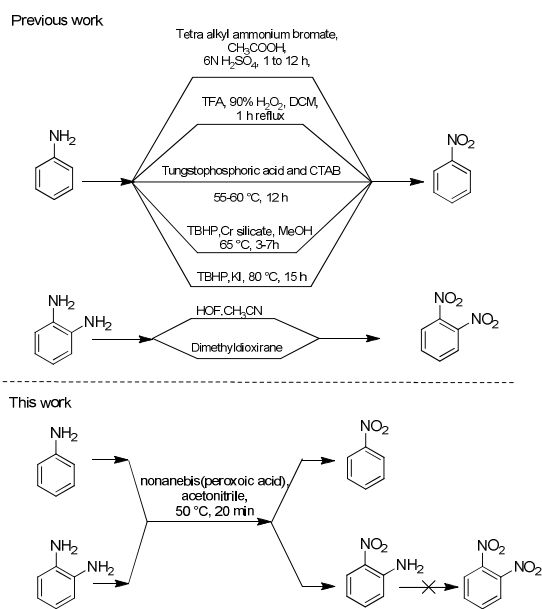 Previous work
Tetra alkyl ammonium bromate,
CH₃COOH,
6N H₂SO₄, 1 to 12 h,
TFA, 90% H₂O₂, DCM,
1 h reflux
NH₂
NO₂
Tungstophosphoric acid and CTAB
55-60 °C, 12 h
TBHP,Cr silicate, MeOH
65 °C, 3-7h
TBHP,KI, 80 °C, 15 h
NH₂
NH₂
HOF.CH₃CN
Dimethyldioxirane
NO₂
NO₂
This work
NH₂
NO₂
nonanebis(peroxoic acid),
acetonitrile,
50 °C, 20 min
NH₂
NH₂
NO₂
NH₂
NO₂
NO₂